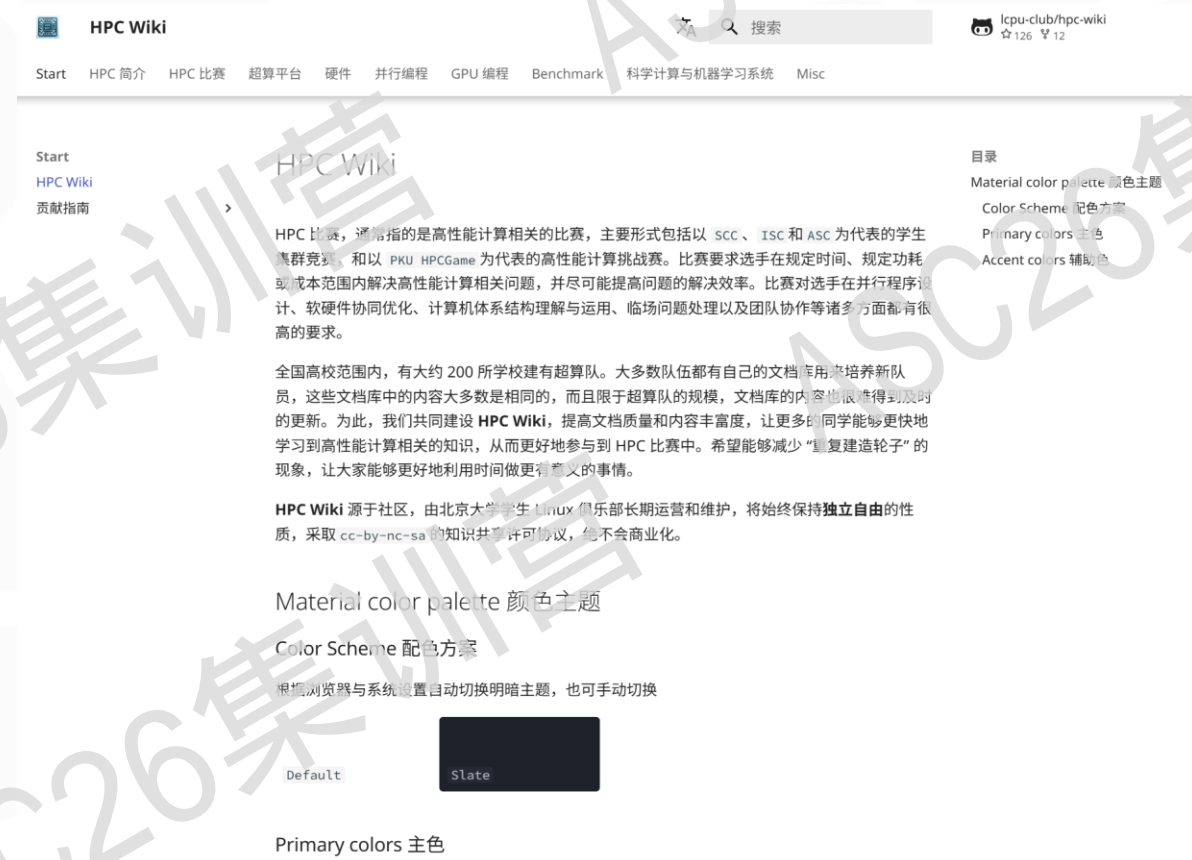 HPC Wiki
搜索
lcpu-club/hpc-wiki
126 12
Start HPC 简介 HPC 比赛 超算平台 硬件 并行编程 GPU 编程 Benchmark 科学计算与机器学习系统 Misc
Start
HPC Wiki
贡献指南
HPC Wiki
HPC 比赛，通常指的是高性能计算相关的比赛，主要形式包括以 SCC 、 ISC 和 ASC 为代表的学生
集群竞赛，和以 PKU HPCGame 为代表的高性能计算挑战赛。比赛要求选手在规定时间、规定功耗
或成本范围内解决高性能计算相关问题，并尽可能提高问题的解决效率。比赛对选手在并行程序设
计、软硬件协同优化、计算机体系结构理解与运用、临场问题处理以及团队协作等诸多方面都有很
高的要求。
全国高校范围内，有大约 200 所学校建有超算队。大多数队伍都有自己的文档库用来培养新队
员，这些文档库中的内容大多数是相同的，而且限于超算队的规模，文档库的内容也很难得到及时
的更新。为此，我们共同建设 HPC Wiki，提高文档质量和内容丰富度，让更多的同学能够更快地
学习到高性能计算相关的知识，从而更好地参与到 HPC 比赛中。希望能够减少 “重复建造轮子” 的
现象，让大家能够更好地利用时间做更有意义的事情。
HPC Wiki 源于社区，由北京大学学生 Linux 俱乐部长期运营和维护，将始终保持独立自由的性
质，采取 cc-by-nc-sa 的知识共享许可协议，绝不会商业化。
Material color palette 颜色主题
Color Scheme 配色方案
根据浏览器与系统设置自动切换明暗主题，也可手动切换
Default
Slate
Primary colors 主色
目录
Material color palette 颜色主题
Color Scheme 配色方案
Primary colors 主色
Accent colors 辅助色
6集训营
ASC26集
C26集训营